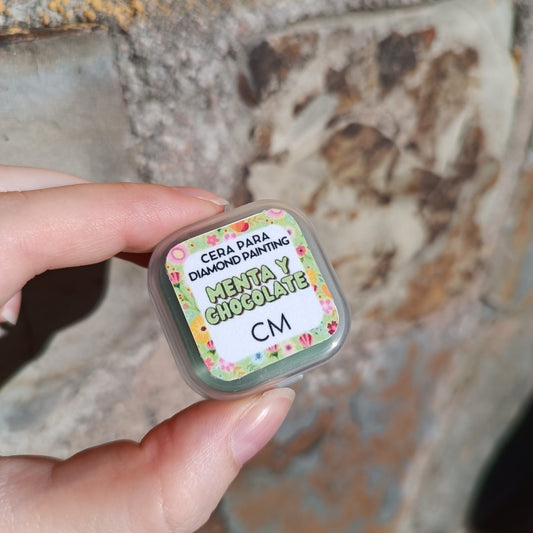 CERA PARA
DIAMOND PAINTING
MENTA Y
CHOCOLATE
CM